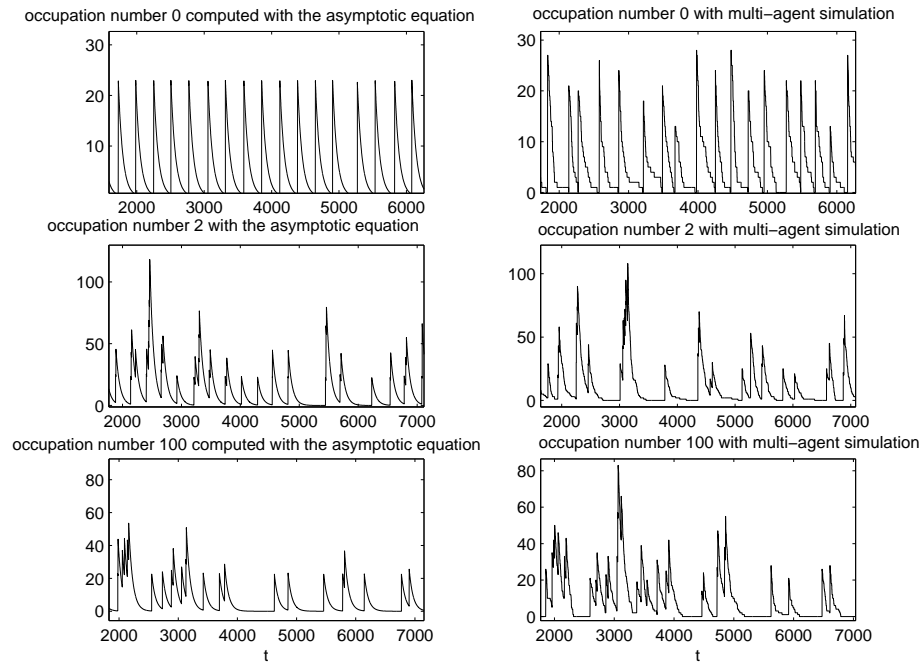 occupation number 0 computed with the asymptotic equation
30
20
10
2000 3000 4000 5000 6000
occupation number 0 with multi−agent simulation
30
25
20
15
10
5
2000 3000 4000 5000 6000
occupation number 2 with the asymptotic equation
100
50
0
2000 3000 4000 5000 6000 7000
occupation number 2 with multi−agent simulation
100
50
0
2000 3000 4000 5000 6000 7000
occupation number 100 computed with the asymptotic equation
80
60
40
20
0
2000 3000 4000 5000 6000 7000
t
occupation number 100 with multi−agent simulation
80
60
40
20
0
2000 3000 4000 5000 6000 7000
t